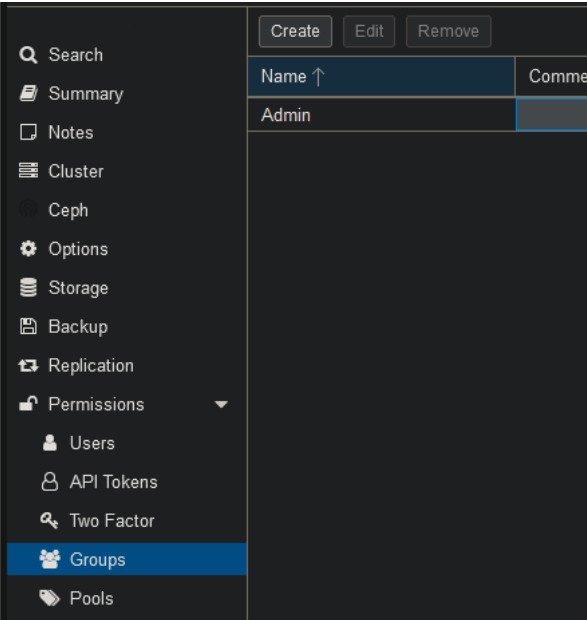 Create Edit Remove
Name ↑ Comme
Admin
Search
Summary
Notes
Cluster
Ceph
Options
Storage
Backup
Replication
Permissions
Users
API Tokens
Two Factor
Groups
Pools